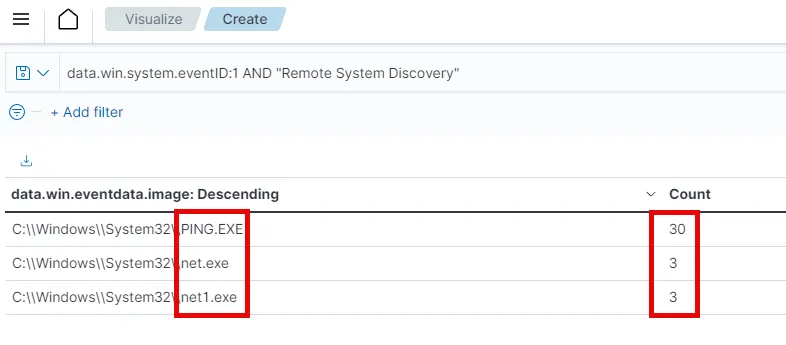 Visualize Create
data.win.system.eventID:1 AND "Remote System Discovery"
+ Add filter
data.win.eventdata.image: Descending Count
C:\\Windows\\System32\\PING.EXE 30
C:\\Windows\\System32\\net.exe 3
C:\\Windows\\System32\\net1.exe 3